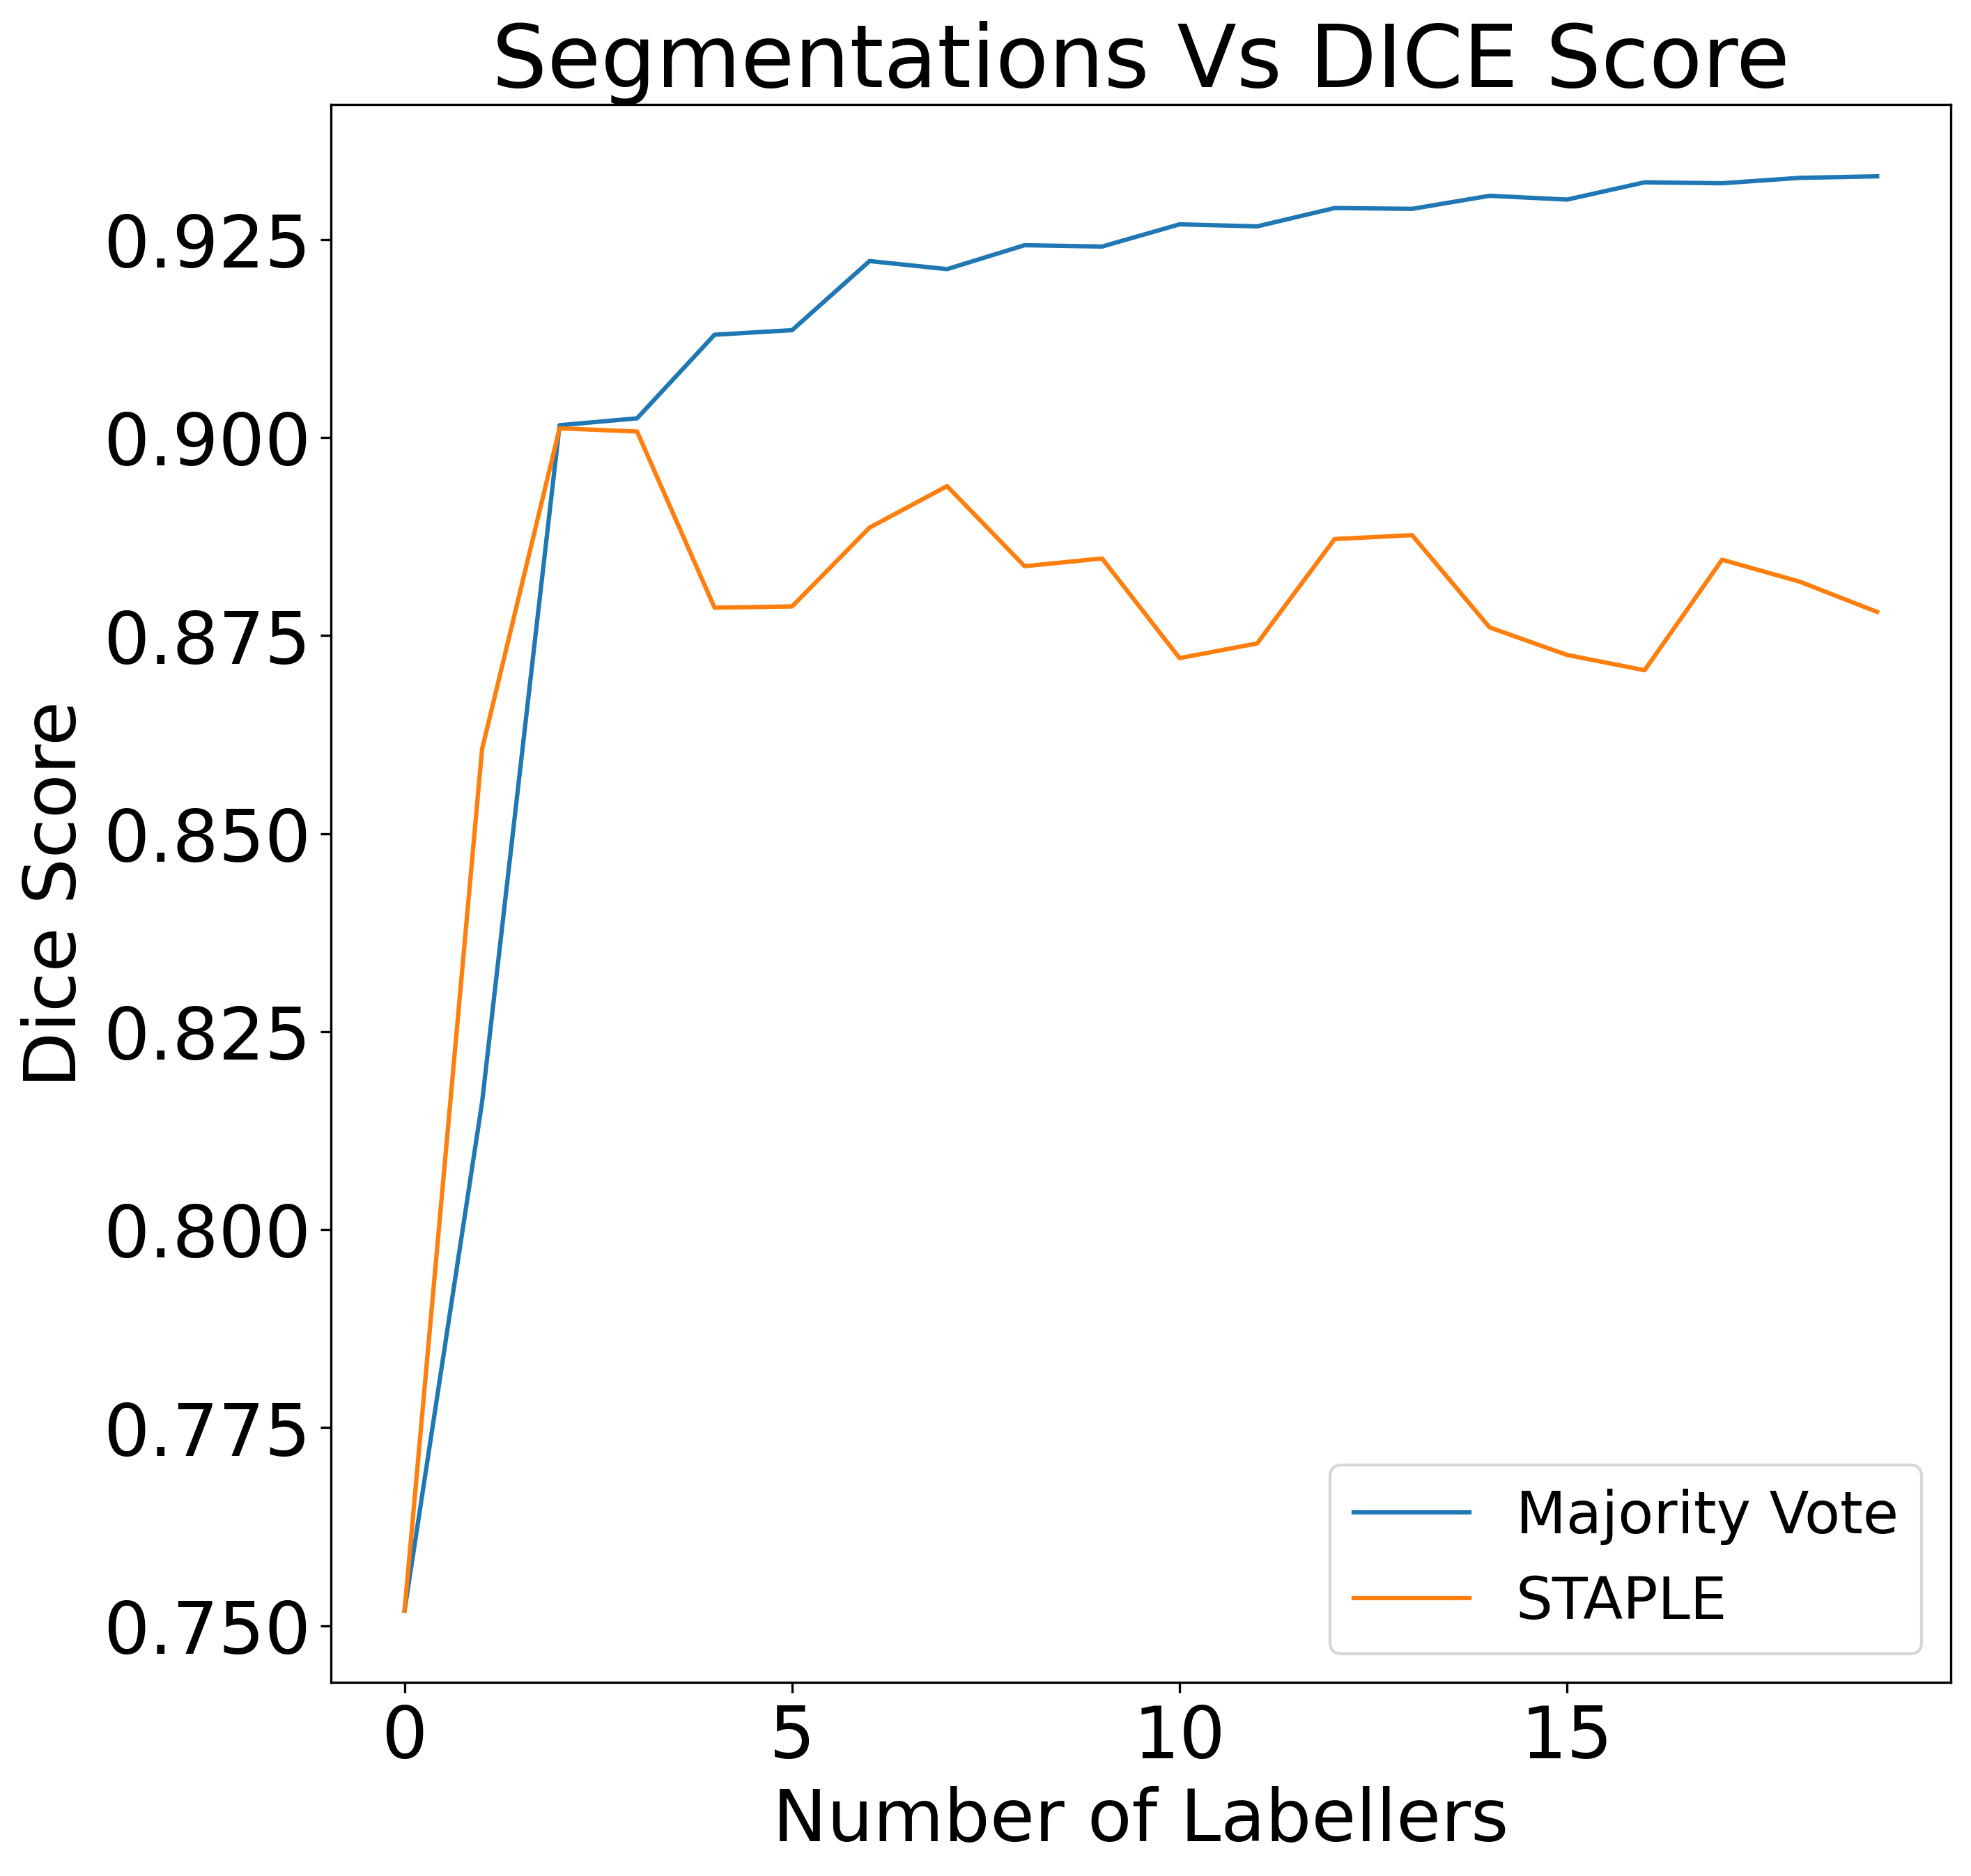 Segmentations Vs DICE Score
0.925
0.900
0.875
0.850
0.825
0.800
0.775
0.750
Dice Score
0 5 10 15
Number of Labellers
Majority Vote
STAPLE